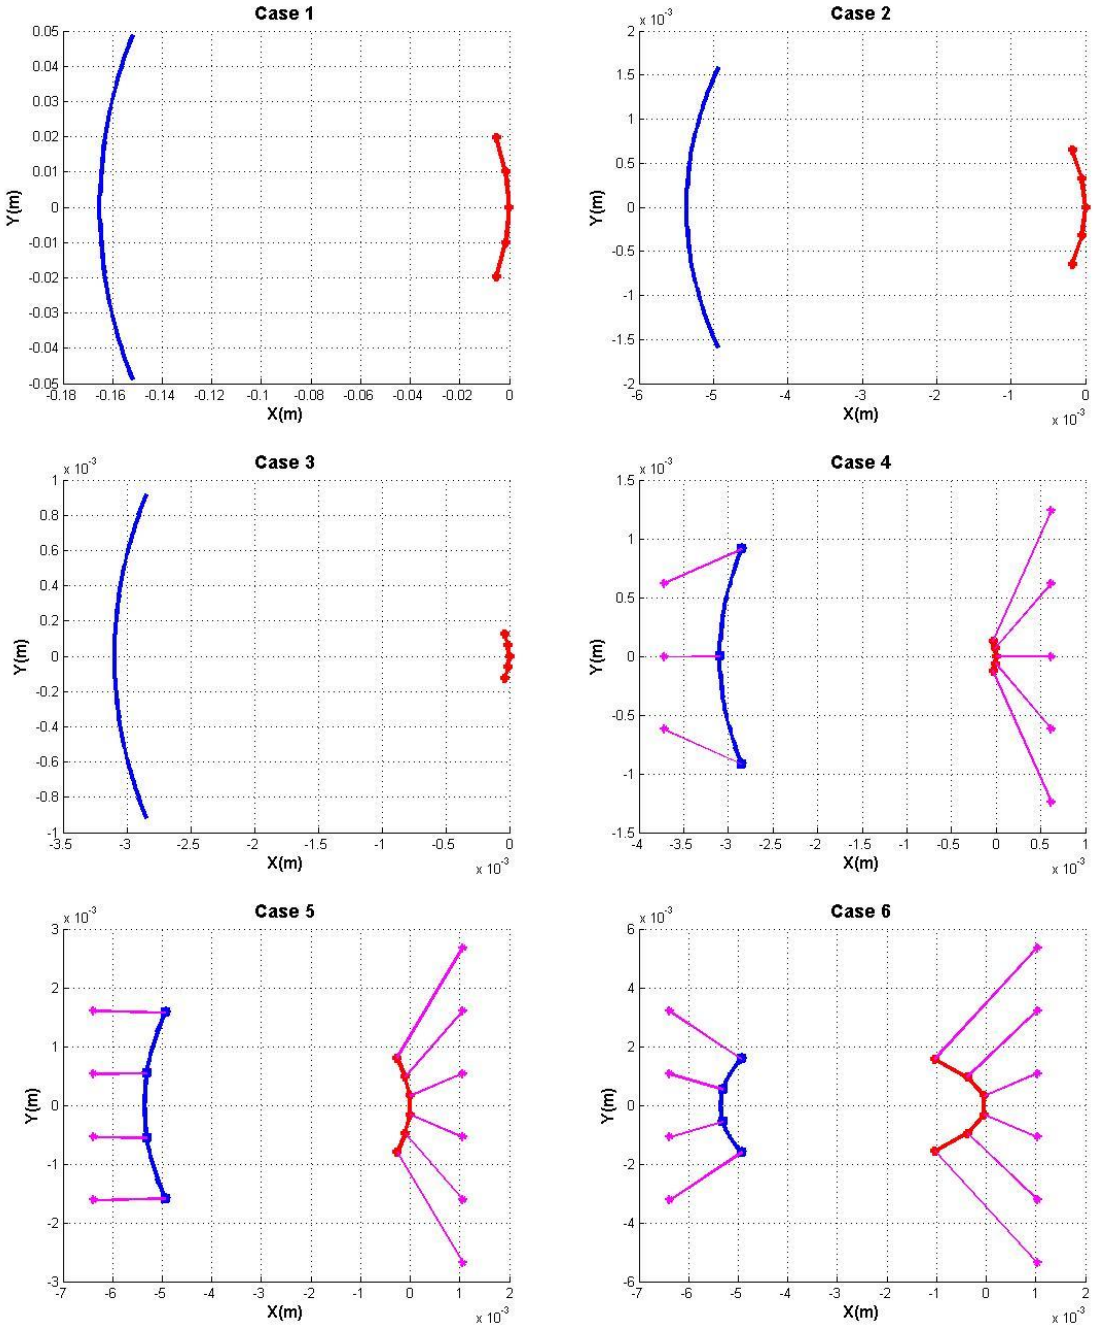 Case 1
0.05
0.04
0.03
0.02
0.01
0
-0.01
-0.02
-0.03
-0.04
-0.05
Y(m)
-0.18 -0.16 -0.14 -0.12 -0.1 -0.08 -0.06 -0.04 -0.02 0
X(m)
Case 2
x 10-3
2
1.5
1
0.5
0
-0.5
-1
-1.5
-2
Y(m)
-6 -5 -4 -3 -2 -1 0
X(m)
x 10-3
Case 3
x 10-3
1
0.8
0.6
0.4
0.2
0
-0.2
-0.4
-0.6
-0.8
-1
Y(m)
-3.5 -3 -2.5 -2 -1.5 -1 -0.5 0
X(m)
x 10-3
Case 4
x 10-3
1.5
1
0.5
0
-0.5
-1
-1.5
Y(m)
-4 -3.5 -3 -2.5 -2 -1.5 -1 -0.5 0 0.5 1
X(m)
x 10-3
Case 5
x 10-3
3
2
1
0
-1
-2
-3
Y(m)
-7 -6 -5 -4 -3 -2 -1 0 1 2
X(m)
x 10-3
Case 6
x 10-3
6
4
2
0
-2
-4
-6
Y(m)
-7 -6 -5 -4 -3 -2 -1 -0 1 2
X(m)
x 10-3